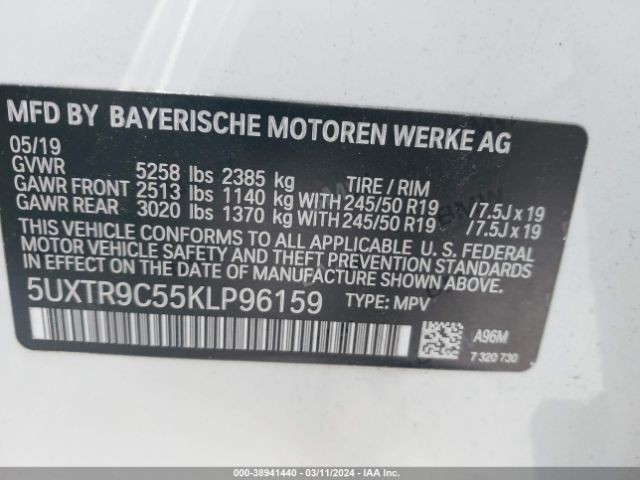 MFD BY BAYERISCHE MOTOREN WERKE AG
05/19
GVWR 5258 lbs 2385 kg TIRE / RIM
GAWR FRONT 2513 lbs 1140 kg WITH 245/50 R19 /7.5J x 19
GAWR REAR 3020 lbs 1370 kg WITH 245/50 R19 /7.5J x 19
THIS VEHICLE CONFORMS TO ALL APPLICABLE U. S. FEDERAL
MOTOR VEHICLE SAFETY AND THEFT PREVENTION STANDARDS
IN EFFECT ON THE DATE OF MANUFACTURE SHOWN ABOVE.
5UXTR9C55KLP96159 TYPE: MPV
A96M
7 320 730
000-38941440 - 03/11/2024 - IAA Inc.